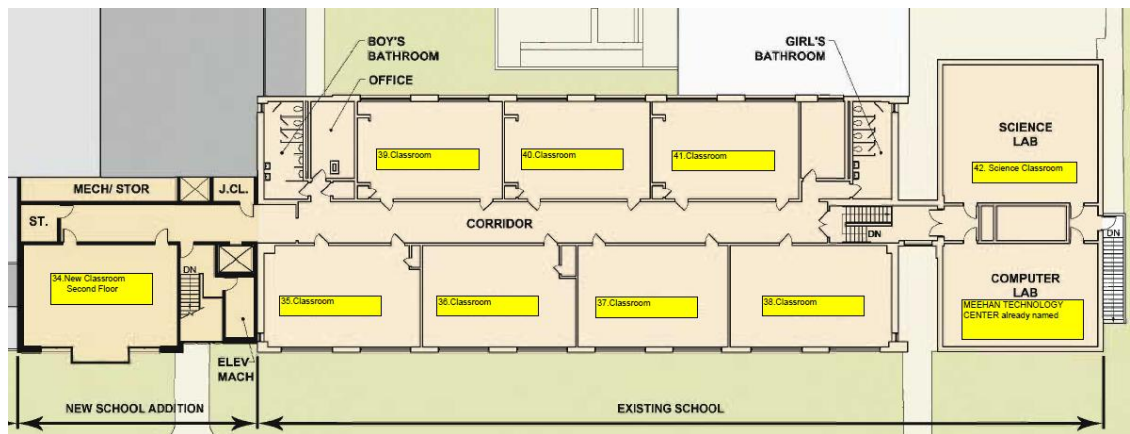 BOY'S
BATHROOM
OFFICE
GIRL'S
BATHROOM
39.Classroom
40.Classroom
41.Classroom
SCIENCE
LAB
42. Science Classroom
MECH/ STOR
J.CL.
ST.
CORRIDOR
DN
DN
DN
34.New Classroom
Second Floor
35.Classroom
36.Classroom
37.Classroom
38.Classroom
COMPUTER
LAB
MEEHAN TECHNOLOGY
CENTER already named
ELEV
MACH
NEW SCHOOL ADDITION
EXISTING SCHOOL